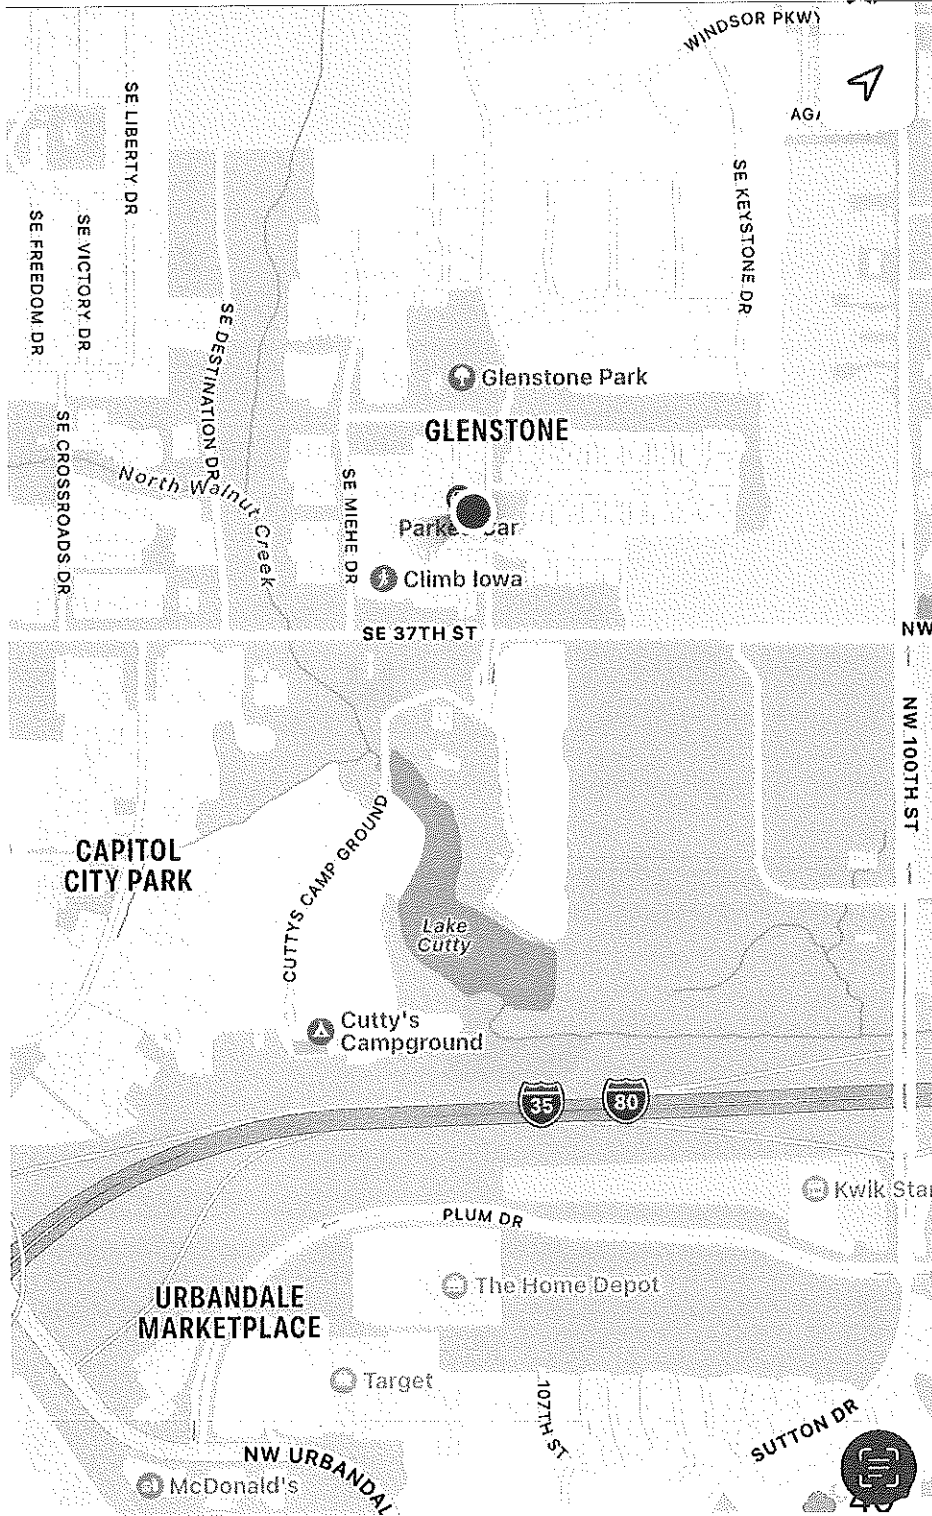 WINDSOR PKWY
SE LIBERTY DR
SE VICTORY DR
SE FREEDOM DR
SE KEYSTONE DR
SE DESTINATION DR
Glenstone Park
GLENSTONE
SE CROSSROADS DR
North Walnut Creek
SE MIEHE DR
Climb Iowa
SE 37TH ST
NW
NW 100TH ST
CAPITOL
CITY PARK
CUTTYS CAMP GROUND
Lake
Cutty
Cutty's
Campground
35
80
Kwik Star
PLUM DR
The Home Depot
URBANDALE
MARKETPLACE
Target
107TH ST
SUTTON DR
NW URBANDAL
McDonald's